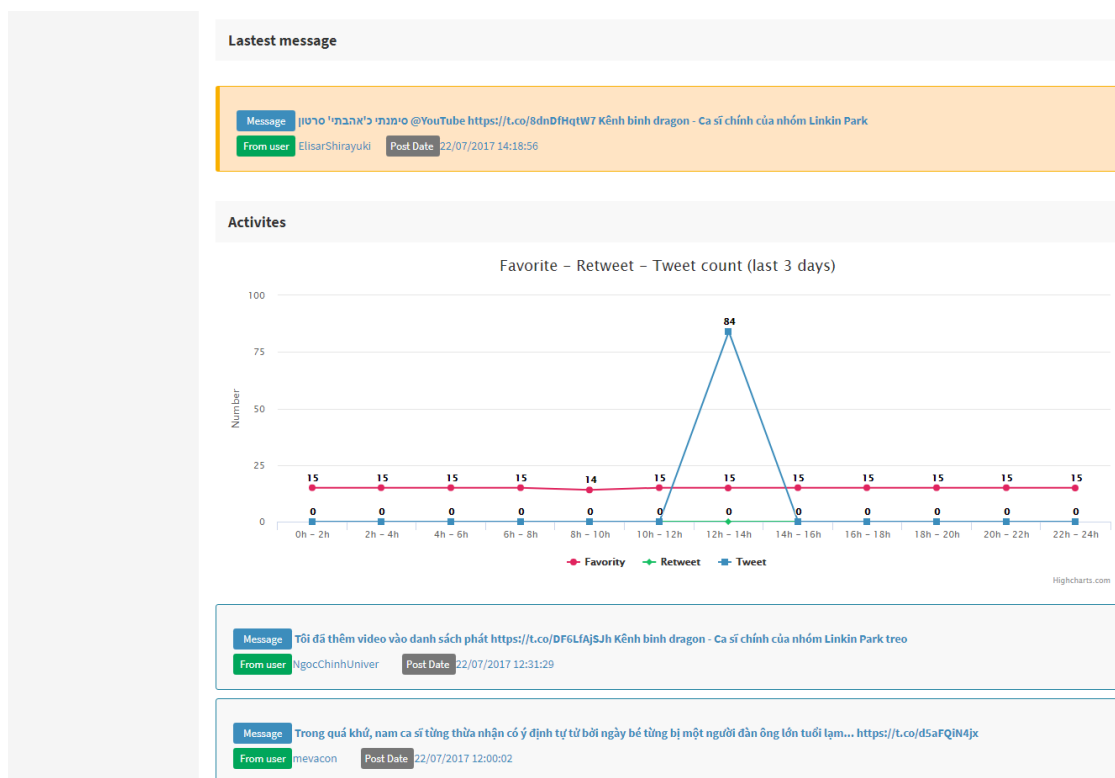 Lastest message
Message סימנתי כ'אהבתי' סרטון @YouTube https://t.co/8dnDfHqtW7 Kênh binh dragon - Ca sĩ chính của nhóm Linkin Park
From user ElisarShirayuki Post Date 22/07/2017 14:18:56
Activites
Favorite – Retweet – Tweet count (last 3 days)
100
84
75
Number
50
25
15 15 15 15 14 15 15 15 15 15 15 15
0 0 0 0 0 0 0 0 0 0 0 0
0
0h – 2h 2h – 4h 4h – 6h 6h – 8h 8h – 10h 10h – 12h 12h – 14h 14h – 16h 16h – 18h 18h – 20h 20h – 22h 22h – 24h
Favority Retweet Tweet
Highcharts.com
Message Tôi đã thêm video vào danh sách phát https://t.co/DF6LfAjSJh Kênh binh dragon - Ca sĩ chính của nhóm Linkin Park treo
From user NgocChinhUniver Post Date 22/07/2017 12:31:29
Message Trong quá khứ, nam ca sĩ từng thừa nhận có ý định tự tử bởi ngày bé từng bị một người đàn ông lớn tuổi lạm... https://t.co/d5aFQiN4jx
From user mevacon Post Date 22/07/2017 12:00:02